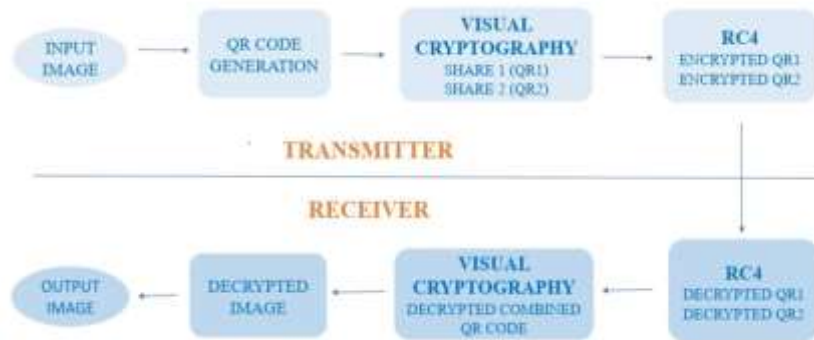 INPUT
IMAGE
QR CODE
GENERATION
VISUAL
CRYPTOGRAPHY
SHARE 1 (QR1)
SHARE 2 (QR2)
RC4
ENCRYPTED QR1
ENCRYPTED QR2
TRANSMITTER
RECEIVER
OUTPUT
IMAGE
DECRYPTED
IMAGE
VISUAL
CRYPTOGRAPHY
DECRYPTED COMBINED
QR CODE
RC4
DECRYPTED QR1
DECRYPTED QR2